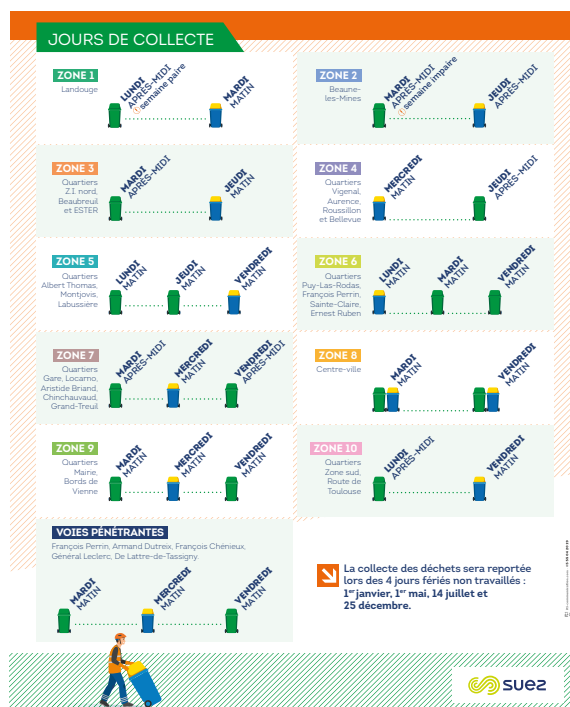 JOURS DE COLLECTE
ZONE 1
Landouge
LUNDI
APRÈS-MIDI
semaine paire
MARDI
MATIN
ZONE 2
Beaune-
les-Mines
MARDI
APRÈS-MIDI
semaine impaire
JEUDI
APRÈS-MIDI
ZONE 3
Quartiers
Z.I. nord,
Beaubreuil
et ESTER
MARDI
APRÈS-MIDI
JEUDI
MATIN
ZONE 4
Quartiers
Vigenal,
Aurence,
Roussillon
et Bellevue
MERCREDI
MATIN
JEUDI
APRÈS-MIDI
ZONE 5
Quartiers
Albert Thomas,
Montjovis,
Labussière
LUNDI
MATIN
JEUDI
MATIN
VENDREDI
MATIN
ZONE 6
Quartiers
Puy-Las-Rodas,
François Perrin,
Sainte-Claire,
Ernest Ruben
LUNDI
MATIN
MARDI
MATIN
VENDREDI
MATIN
ZONE 7
Quartiers
Gare, Locarno,
Aristide Briand,
Chinchauvaud,
Grand-Treuil
MARDI
APRÈS-MIDI
MERCREDI
MATIN
VENDREDI
APRÈS-MIDI
ZONE 8
Centre-ville
MARDI
MATIN
VENDREDI
MATIN
ZONE 9
Quartiers
Mairie,
Bords de
Vienne
MARDI
MATIN
MERCREDI
MATIN
VENDREDI
MATIN
ZONE 10
Quartiers
Zone sud,
Route de
Toulouse
LUNDI
APRÈS-MIDI
VENDREDI
MATIN
VOIES PÉNÉTRANTES
François Perrin, Armand Dutreix, François Chénieux,
Général Leclerc, De Lattre-de-Tassigny.
MARDI
MATIN
MERCREDI
MATIN
VENDREDI
MATIN
La collecte des déchets sera reportée
lors des 4 jours fériés non travaillés :
1er janvier, 1er mai, 14 juillet et
25 décembre.
suez